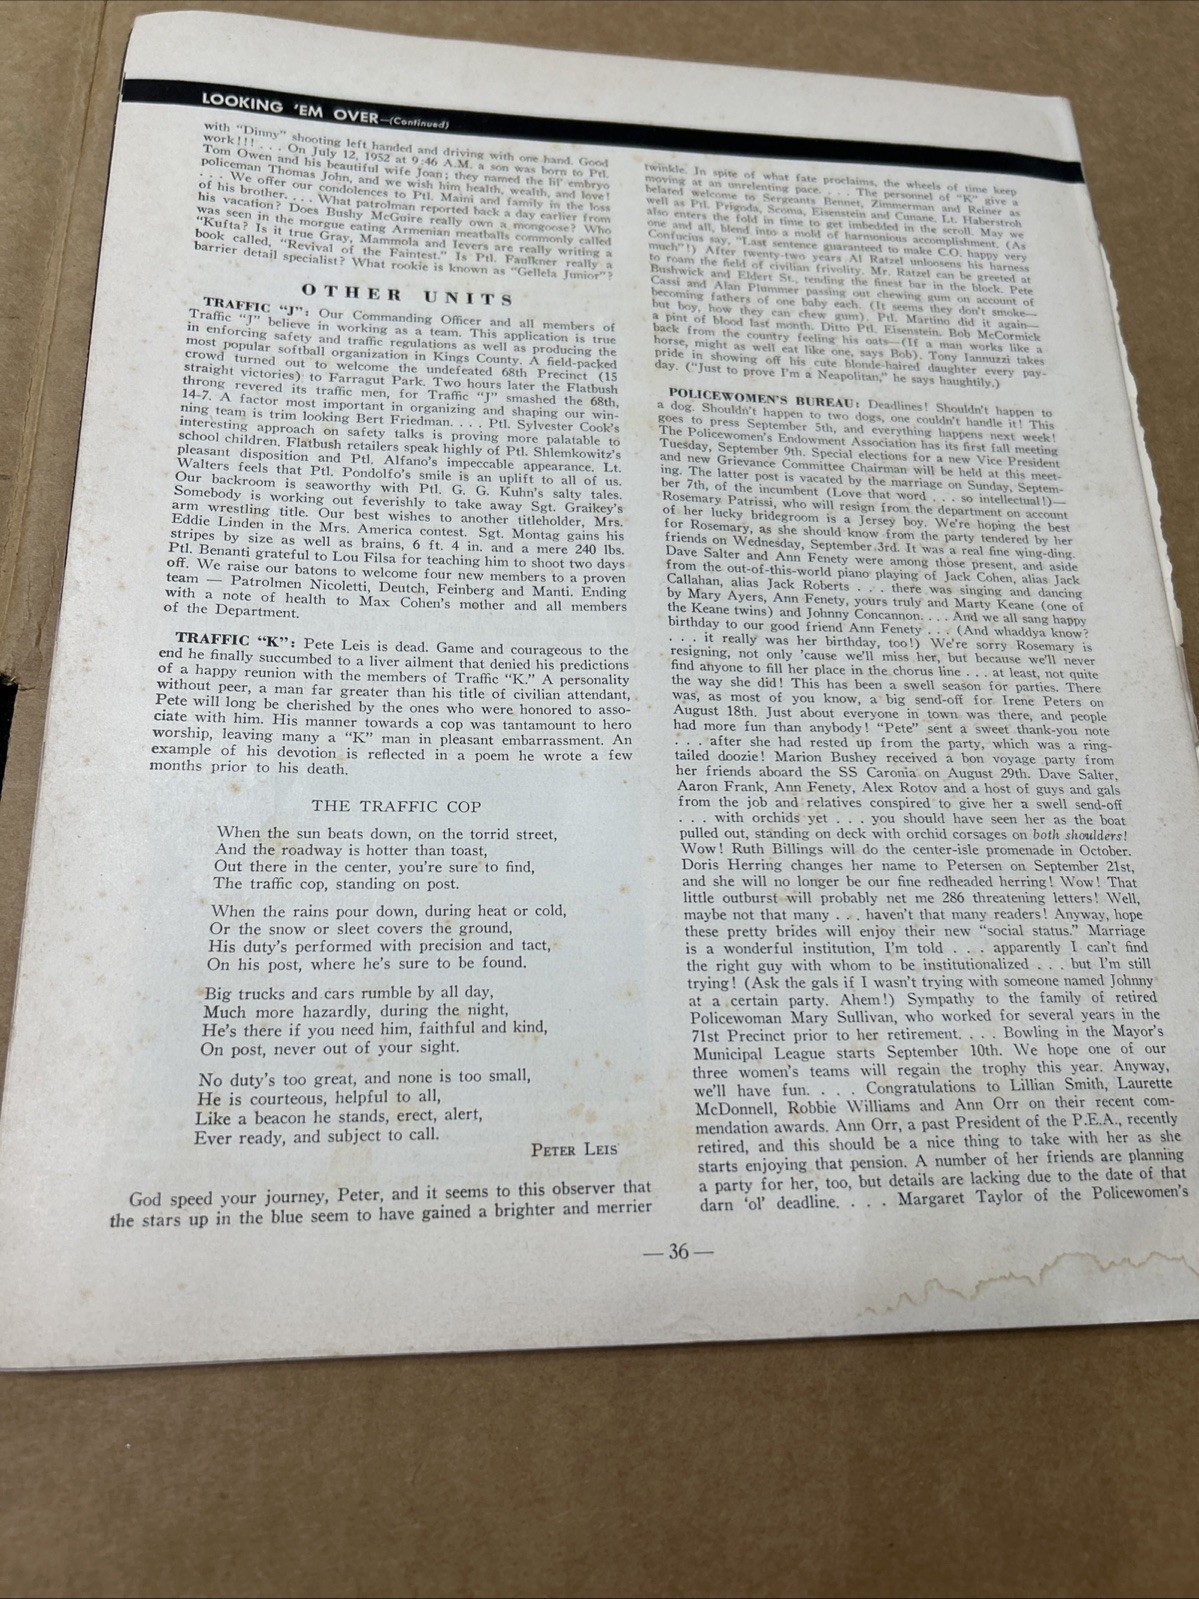 LOOKING 'EM OVER—(Continued)
with "Dinny" shooting left handed and driving with one hand. Good
work!!! . . . On July 12, 1952 at 9:46 A.M. a son was born to Ptl.
Tom Owen and his beautiful wife Joan; they named the lil' embryo
policeman Thomas John, and we wish him health, wealth, and love!
. . . We offer our condolences to Ptl. Maini and family in the loss
of his brother. . . . What patrolman reported back a day earlier from
his vacation? Does Bushy McGuire really own a mongoose? Who
was seen in the morgue eating Armenian meatballs commonly called
"Kufta? Is it true Gray, Mammola and Ievers are really writing a
book called, "Revival of the Faintest." Is Ptl. Faulkner really a
barrier detail specialist? What rookie is known as "Gellela Junior"?
OTHER UNITS
TRAFFIC "J": Our Commanding Officer and all members of
Traffic "J" believe in working as a team. This application is true
in enforcing safety and traffic regulations as well as producing the
most popular softball organization in Kings County. A field-packed
crowd turned out to welcome the undefeated 68th Precinct (15
straight victories) to Farragut Park. Two hours later the Flatbush
throng revered its traffic men, for Traffic "J" smashed the 68th,
14-7. A factor most important in organizing and shaping our win-
ning team is trim looking Bert Friedman. . . . Ptl. Sylvester Cook's
interesting approach on safety talks is proving more palatable to
school children. Flatbush retailers speak highly of Ptl. Shlemkowitz's
pleasant disposition and Ptl. Alfano's impeccable appearance. Lt.
Walters feels that Ptl. Pondolfo's smile is an uplift to all of us.
Our backroom is seaworthy with Ptl. G. G. Kuhn's salty tales.
Somebody is working out feverishly to take away Sgt. Graikey's
arm wrestling title. Our best wishes to another titleholder, Mrs.
Eddie Linden in the Mrs. America contest. Sgt. Montag gains his
stripes by size as well as brains, 6 ft. 4 in. and a mere 240 lbs.
Ptl. Benanti grateful to Lou Filsa for teaching him to shoot two days
off. We raise our batons to welcome four new members to a proven
team — Patrolmen Nicoletti, Deutch, Feinberg and Manti. Ending
with a note of health to Max Cohen's mother and all members
of the Department.
TRAFFIC "K": Pete Leis is dead. Game and courageous to the
end he finally succumbed to a liver ailment that denied his predictions
of a happy reunion with the members of Traffic "K." A personality
without peer, a man far greater than his title of civilian attendant,
Pete will long be cherished by the ones who were honored to asso-
ciate with him. His manner towards a cop was tantamount to hero
worship, leaving many a "K" man in pleasant embarrassment. An
example of his devotion is reflected in a poem he wrote a few
months prior to his death.
THE TRAFFIC COP
When the sun beats down, on the torrid street,
And the roadway is hotter than toast,
Out there in the center, you're sure to find,
The traffic cop, standing on post.
When the rains pour down, during heat or cold,
Or the snow or sleet covers the ground,
His duty's performed with precision and tact,
On his post, where he's sure to be found.
Big trucks and cars rumble by all day,
Much more hazardly, during the night,
He's there if you need him, faithful and kind,
On post, never out of your sight.
No duty's too great, and none is too small,
He is courteous, helpful to all,
Like a beacon he stands, erect, alert,
Ever ready, and subject to call.
PETER LEIS
God speed your journey, Peter, and it seems to this observer that
the stars up in the blue seem to have gained a brighter and merrier
twinkle. In spite of what fate proclaims, the wheels of time keep
moving at an unrelenting pace. . . . The personnel of "K" give a
belated welcome to Sergeants Bennet, Zimmerman and Reiner as
well as Ptl. Prigoda, Scoma, Eisenstein and Cunane. Lt. Haberstroh
also enters the fold in time to get imbedded in the scroll. May we
one and all, blend into a mold of harmonious accomplishment. (As
Confucius say, "Last sentence guaranteed to make C.O. happy very
much"!) After twenty-two years Al Ratzel unloosens his harness
to roam the field of civilian frivolity. Mr. Ratzel can be greeted at
Bushwick and Eldert St., tending the finest bar in the block. Pete
Cassi and Alan Plummer passing out chewing gum on account of
becoming fathers of one baby each. (It seems they don't smoke—
but boy, how they can chew gum). Ptl. Martino did it again—
a pint of blood last month. Ditto Ptl. Eisenstein. Bob McCormick
back from the country feeling his oats—(If a man works like a
horse, might as well eat like one, says Bob). Tony Iannuzzi takes
pride in showing off his cute blonde-haired daughter every pay-
day. ("Just to prove I'm a Neapolitan," he says haughtily.)
POLICEWOMEN'S BUREAU: Deadlines! Shouldn't happen to
a dog. Shouldn't happen to two dogs, one couldn't handle it! This
goes to press September 5th, and everything happens next week!
The Policewomen's Endowment Association has its first fall meeting
Tuesday, September 9th. Special elections for a new Vice President
and new Grievance Committee Chairman will be held at this meet-
ing. The latter post is vacated by the marriage on Sunday, Septem-
ber 7th, of the incumbent (Love that word . . . so intellectual!)—
Rosemary Patrissi, who will resign from the department on account
of her lucky bridegroom is a Jersey boy. We're hoping the best
for Rosemary, as she should know from the party tendered by her
friends on Wednesday, September 3rd. It was a real fine wing-ding.
Dave Salter and Ann Fenety were among those present, and aside
from the out-of-this-world piano playing of Jack Cohen, alias Jack
Callahan, alias Jack Roberts . . . there was singing and dancing
by Mary Ayers, Ann Fenety, yours truly and Marty Keane (one of
the Keane twins) and Johnny Concannon. . . . And we all sang happy
birthday to our good friend Ann Fenety . . . (And whaddya know?
. . . it really was her birthday, too!) We're sorry Rosemary is
resigning, not only 'cause we'll miss her, but because we'll never
find anyone to fill her place in the chorus line . . . at least, not quite
the way she did! This has been a swell season for parties. There
was, as most of you know, a big send-off for Irene Peters on
August 18th. Just about everyone in town was there, and people
had more fun than anybody! "Pete" sent a sweet thank-you note
. . . after she had rested up from the party, which was a ring-
tailed doozie! Marion Bushey received a bon voyage party from
her friends aboard the SS Caronia on August 29th. Dave Salter,
Aaron Frank, Ann Fenety, Alex Rotov and a host of guys and gals
from the job and relatives conspired to give her a swell send-off
. . . with orchids yet . . . you should have seen her as the boat
pulled out, standing on deck with orchid corsages on both shoulders!
Wow! Ruth Billings will do the center-isle promenade in October.
Doris Herring changes her name to Petersen on September 21st,
and she will no longer be our fine redheaded herring! Wow! That
little outburst will probably net me 286 threatening letters! Well,
maybe not that many . . . haven't that many readers! Anyway, hope
these pretty brides will enjoy their new "social status." Marriage
is a wonderful institution, I'm told . . . apparently I can't find
the right guy with whom to be institutionalized . . . but I'm still
trying! (Ask the gals if I wasn't trying with someone named Johnny
at a certain party. Ahem!) Sympathy to the family of retired
Policewoman Mary Sullivan, who worked for several years in the
71st Precinct prior to her retirement. . . . Bowling in the Mayor's
Municipal League starts September 10th. We hope one of our
three women's teams will regain the trophy this year. Anyway,
we'll have fun. . . . Congratulations to Lillian Smith, Laurette
McDonnell, Robbie Williams and Ann Orr on their recent com-
mendation awards. Ann Orr, a past President of the P.E.A., recently
retired, and this should be a nice thing to take with her as she
starts enjoying that pension. A number of her friends are planning
a party for her, too, but details are lacking due to the date of that
darn 'ol' deadline. . . . Margaret Taylor of the Policewomen's
— 36 —